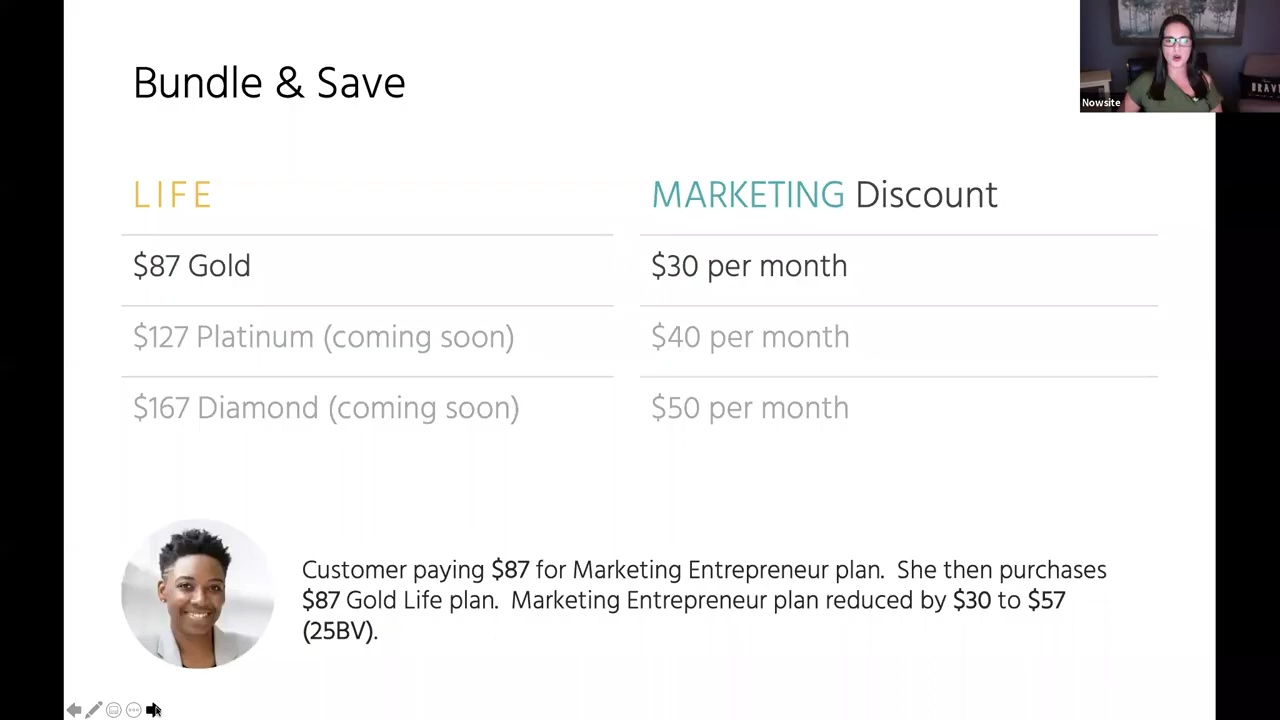 Bundle & Save
LIFE
MARKETING Discount
$87 Gold
$30 per month
$127 Platinum (coming soon)
$40 per month
$167 Diamond (coming soon)
$50 per month
Customer paying $87 for Marketing Entrepreneur plan. She then purchases
$87 Gold Life plan. Marketing Entrepreneur plan reduced by $30 to $57
(25BV).
Nowsite
BRAVE